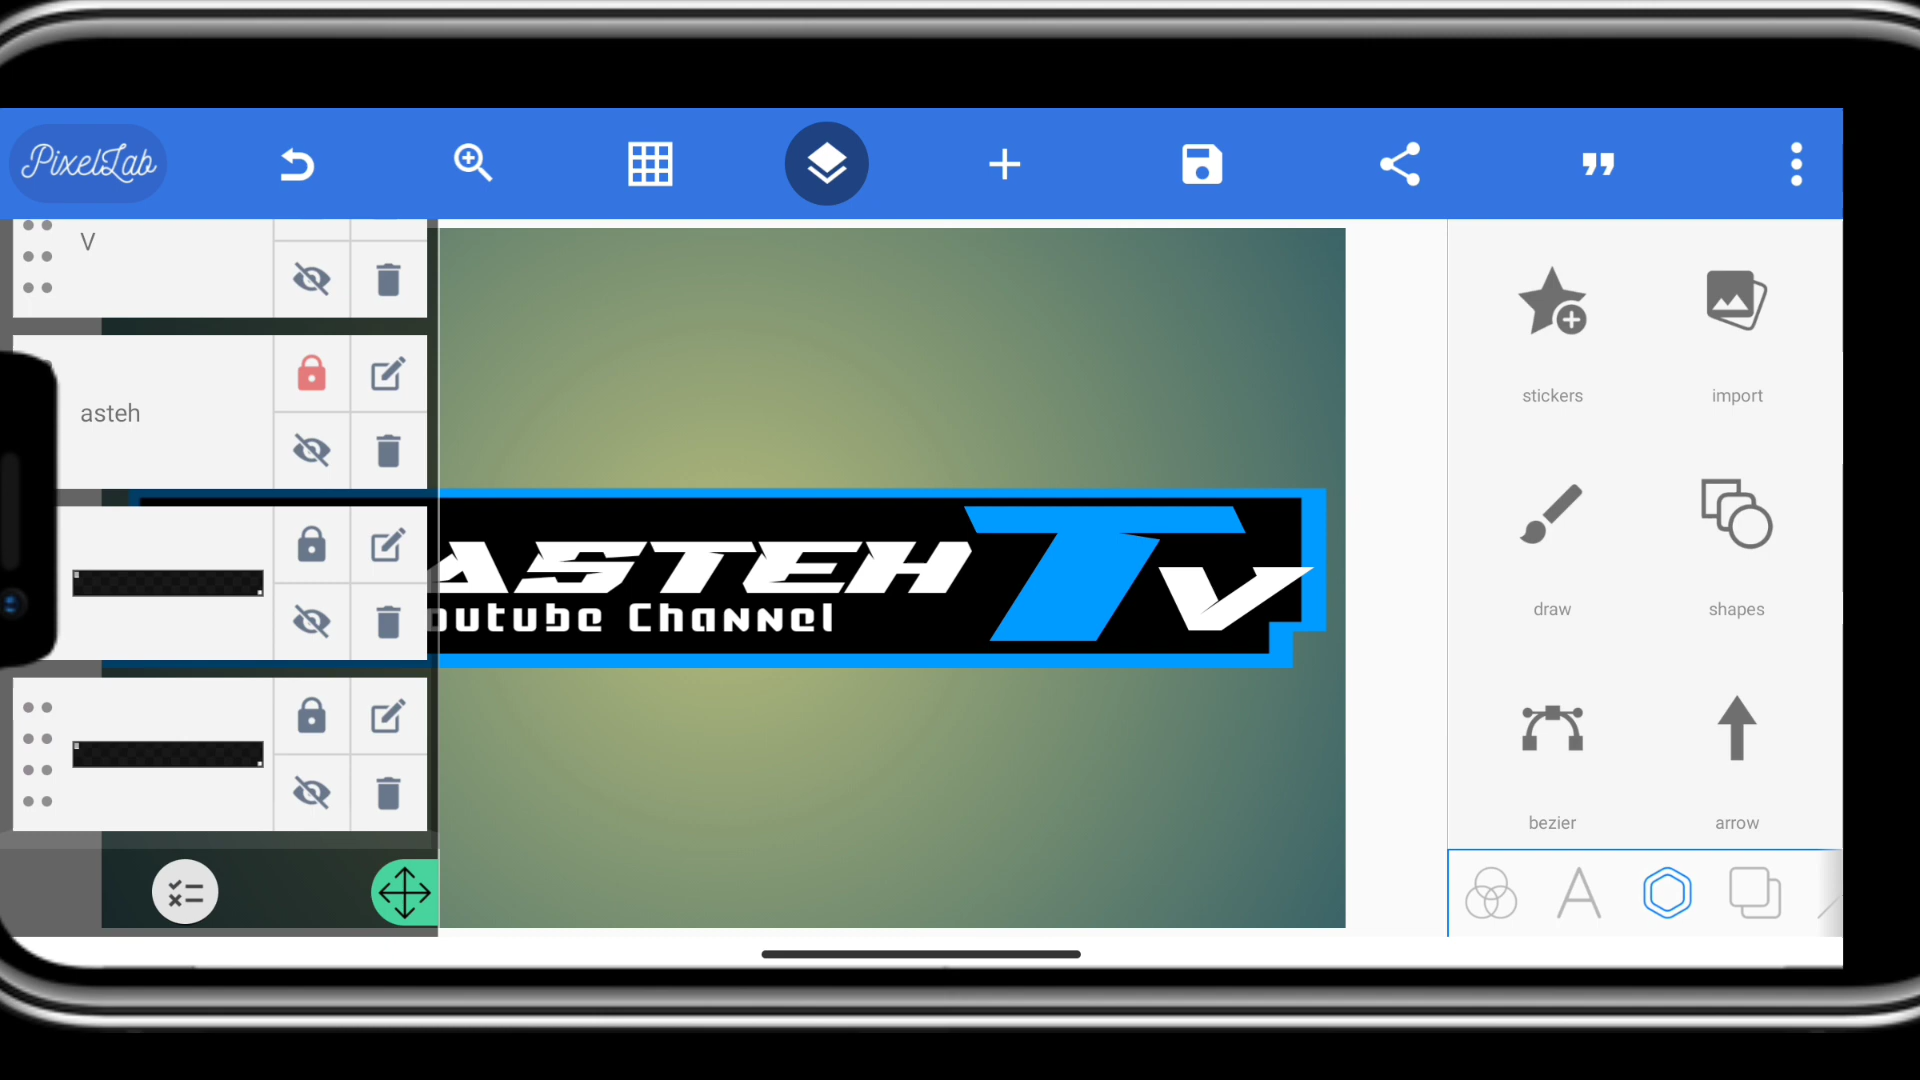 PixelLab
V
asteh
ASTEH TV
outube Channel
stickers
import
draw
shapes
bezier
arrow